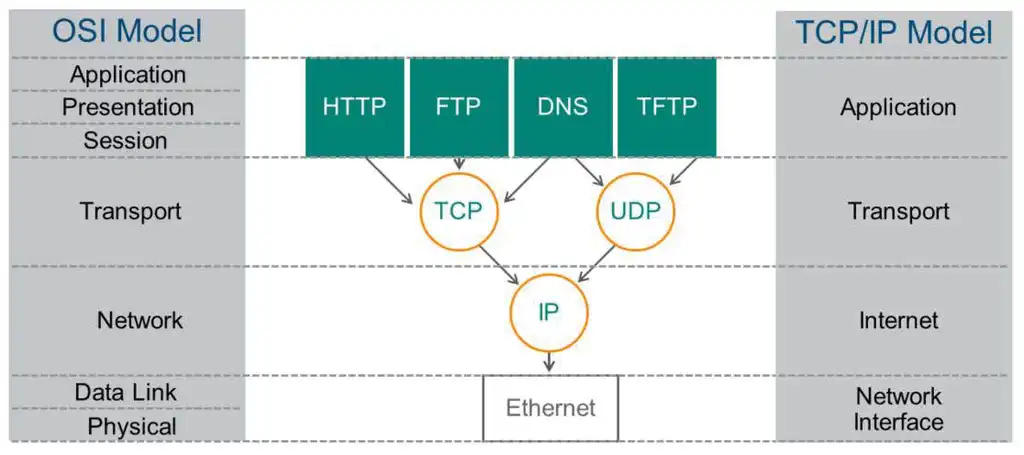 OSI Model
TCP/IP Model
Application
Presentation
Session
HTTP
FTP
DNS
TFTP
Application
Transport
TCP
UDP
Transport
Network
IP
Internet
Data Link
Physical
Ethernet
Network
Interface